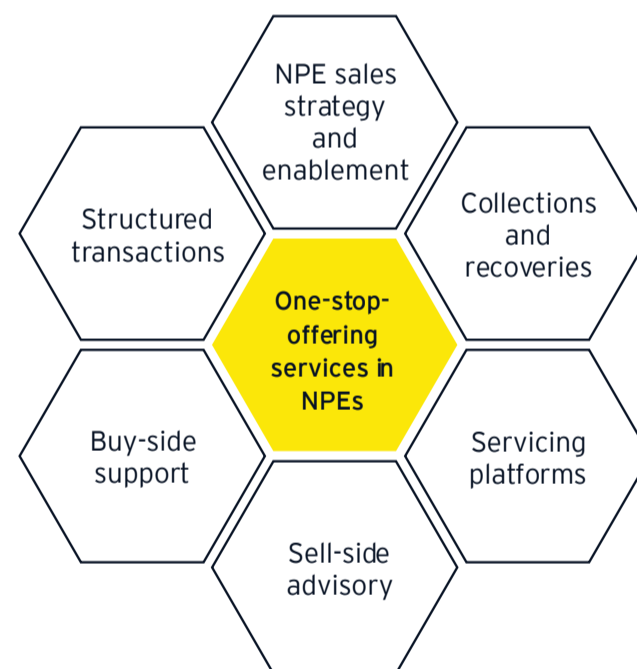 NPE sales
strategy
and
enablement
Structured
transactions
Collections
and
recoveries
One-stop-
offering
services in
NPEs
Buy-side
support
Servicing
platforms
Sell-side
advisory